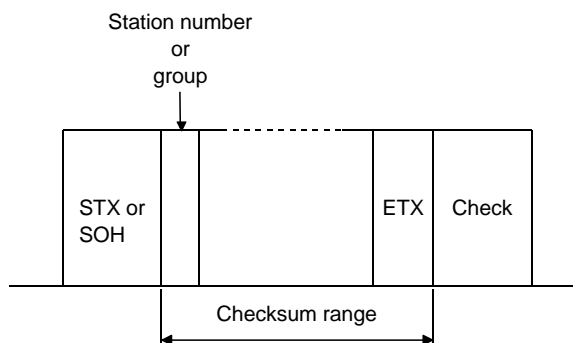 Station number
or
group
STX or
SOH
ETX
Check
Checksum range